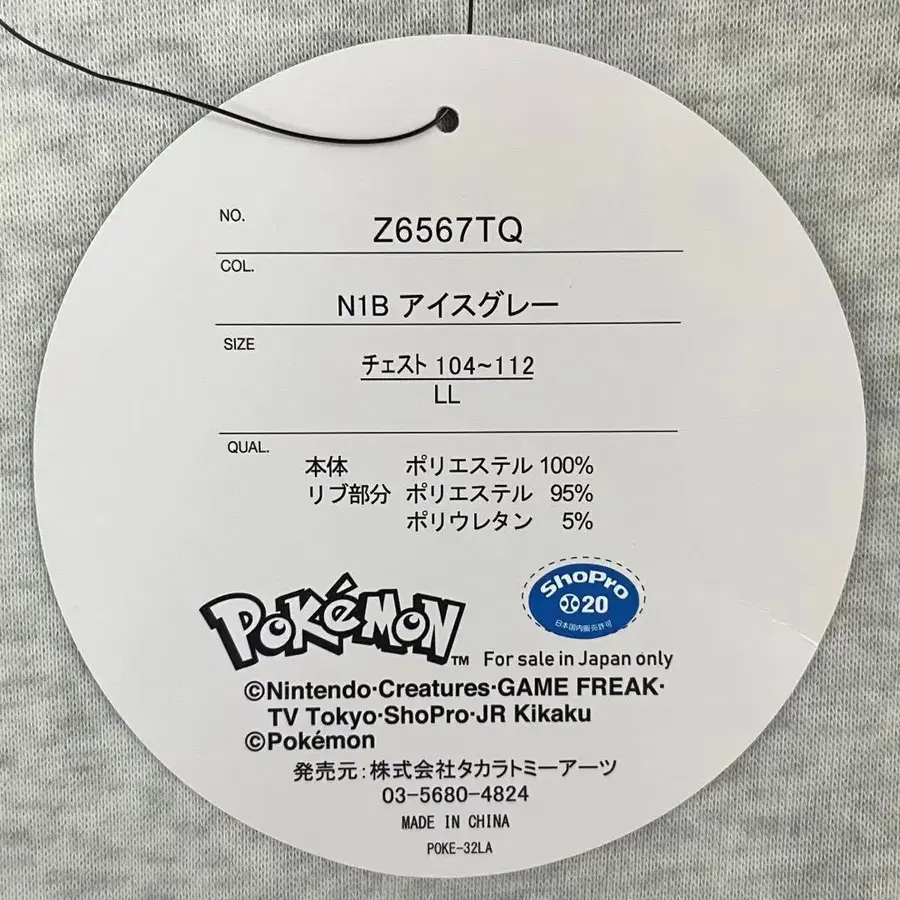 NO.
Z6567TQ
COL.
N1B アイスグレー
SIZE
チェスト 104~112
LL
QUAL.
本体 ポリエステル 100%
リブ部分 ポリエステル 95%
ポリウレタン 5%
POKéMON™
ShoPro
20
日本国内販売許可
For sale in Japan only
©Nintendo·Creatures·GAME FREAK·
TV Tokyo·ShoPro·JR Kikaku
©Pokémon
発売元:株式会社タカラトミーアーツ
03-5680-4824
MADE IN CHINA
POKE-32LA